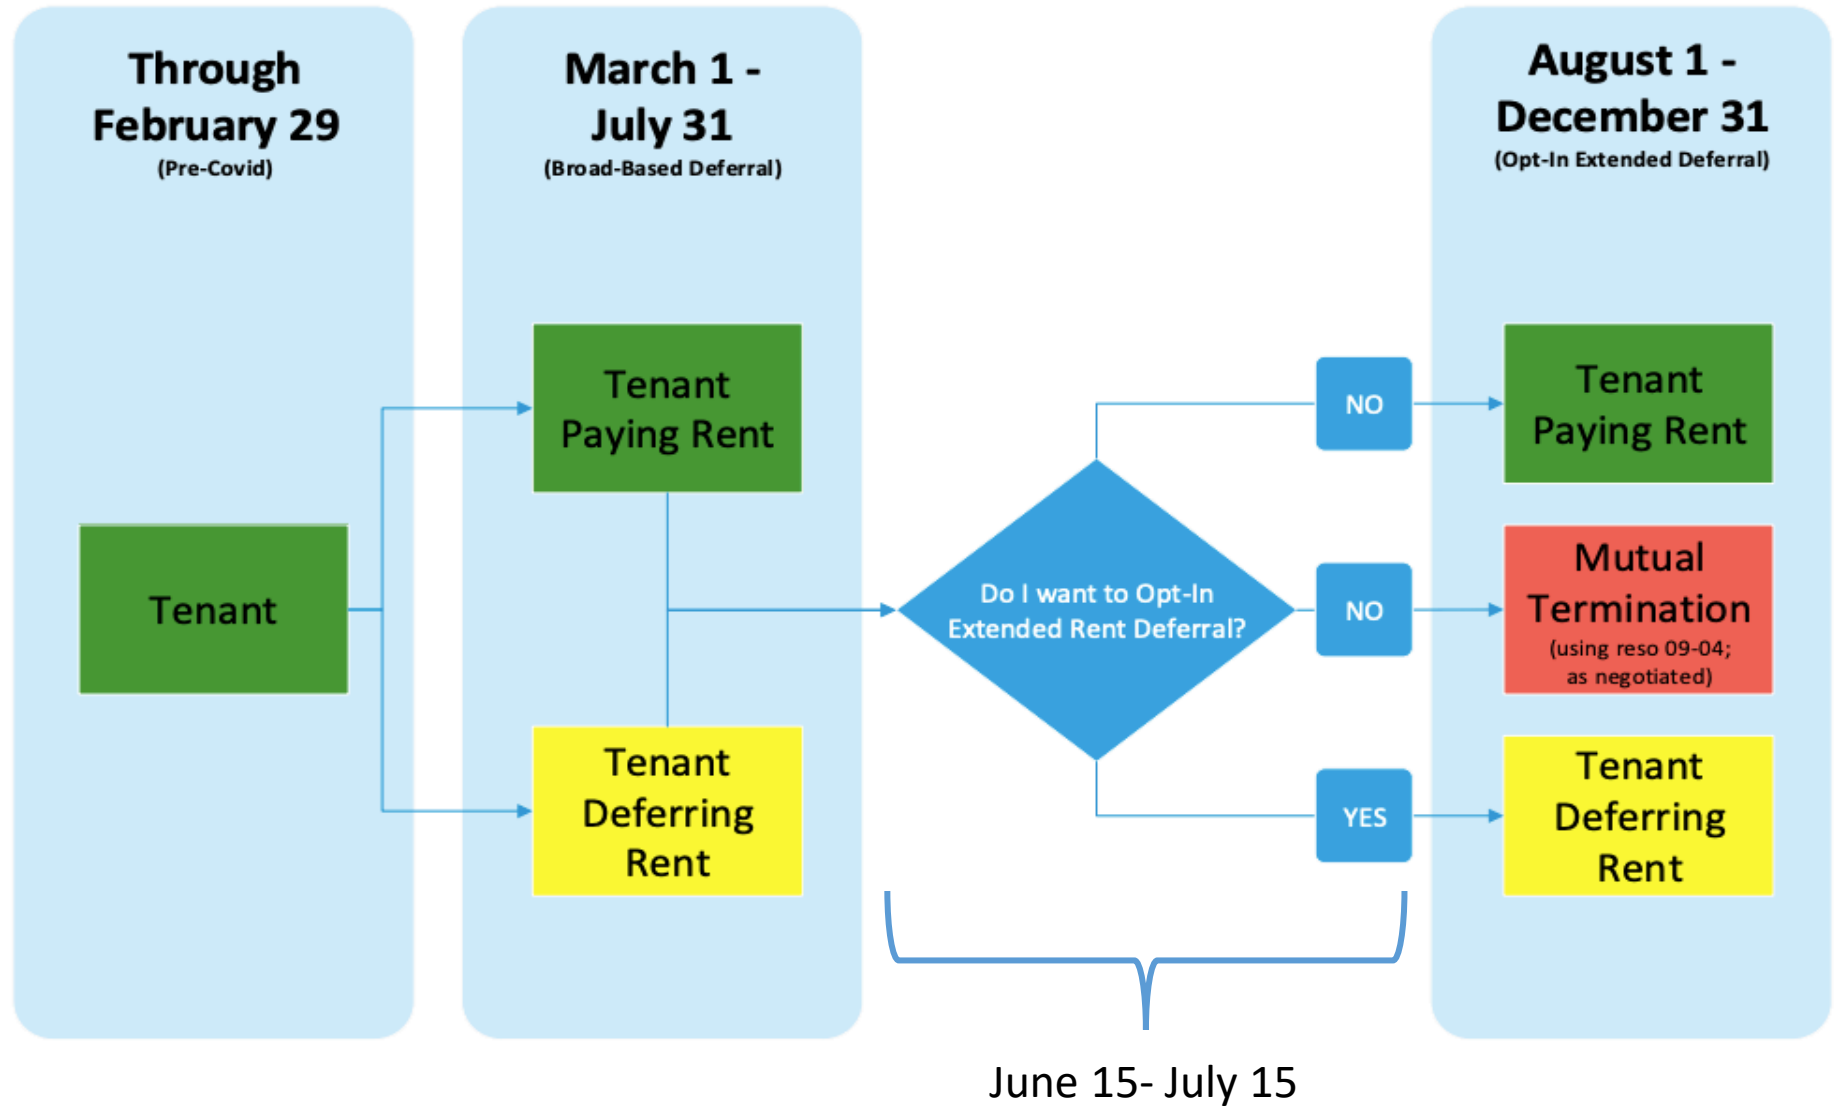 Through
February 29
(Pre-Covid)
Tenant
March 1 -
July 31
(Broad-Based Deferral)
Tenant
Paying Rent
Tenant
Deferring
Rent
Do I want to Opt-In
Extended Rent Deferral?
NO
NO
YES
June 15- July 15
August 1 -
December 31
(Opt-In Extended Deferral)
Tenant
Paying Rent
Mutual
Termination
(using reso 09-04;
as negotiated)
Tenant
Deferring
Rent